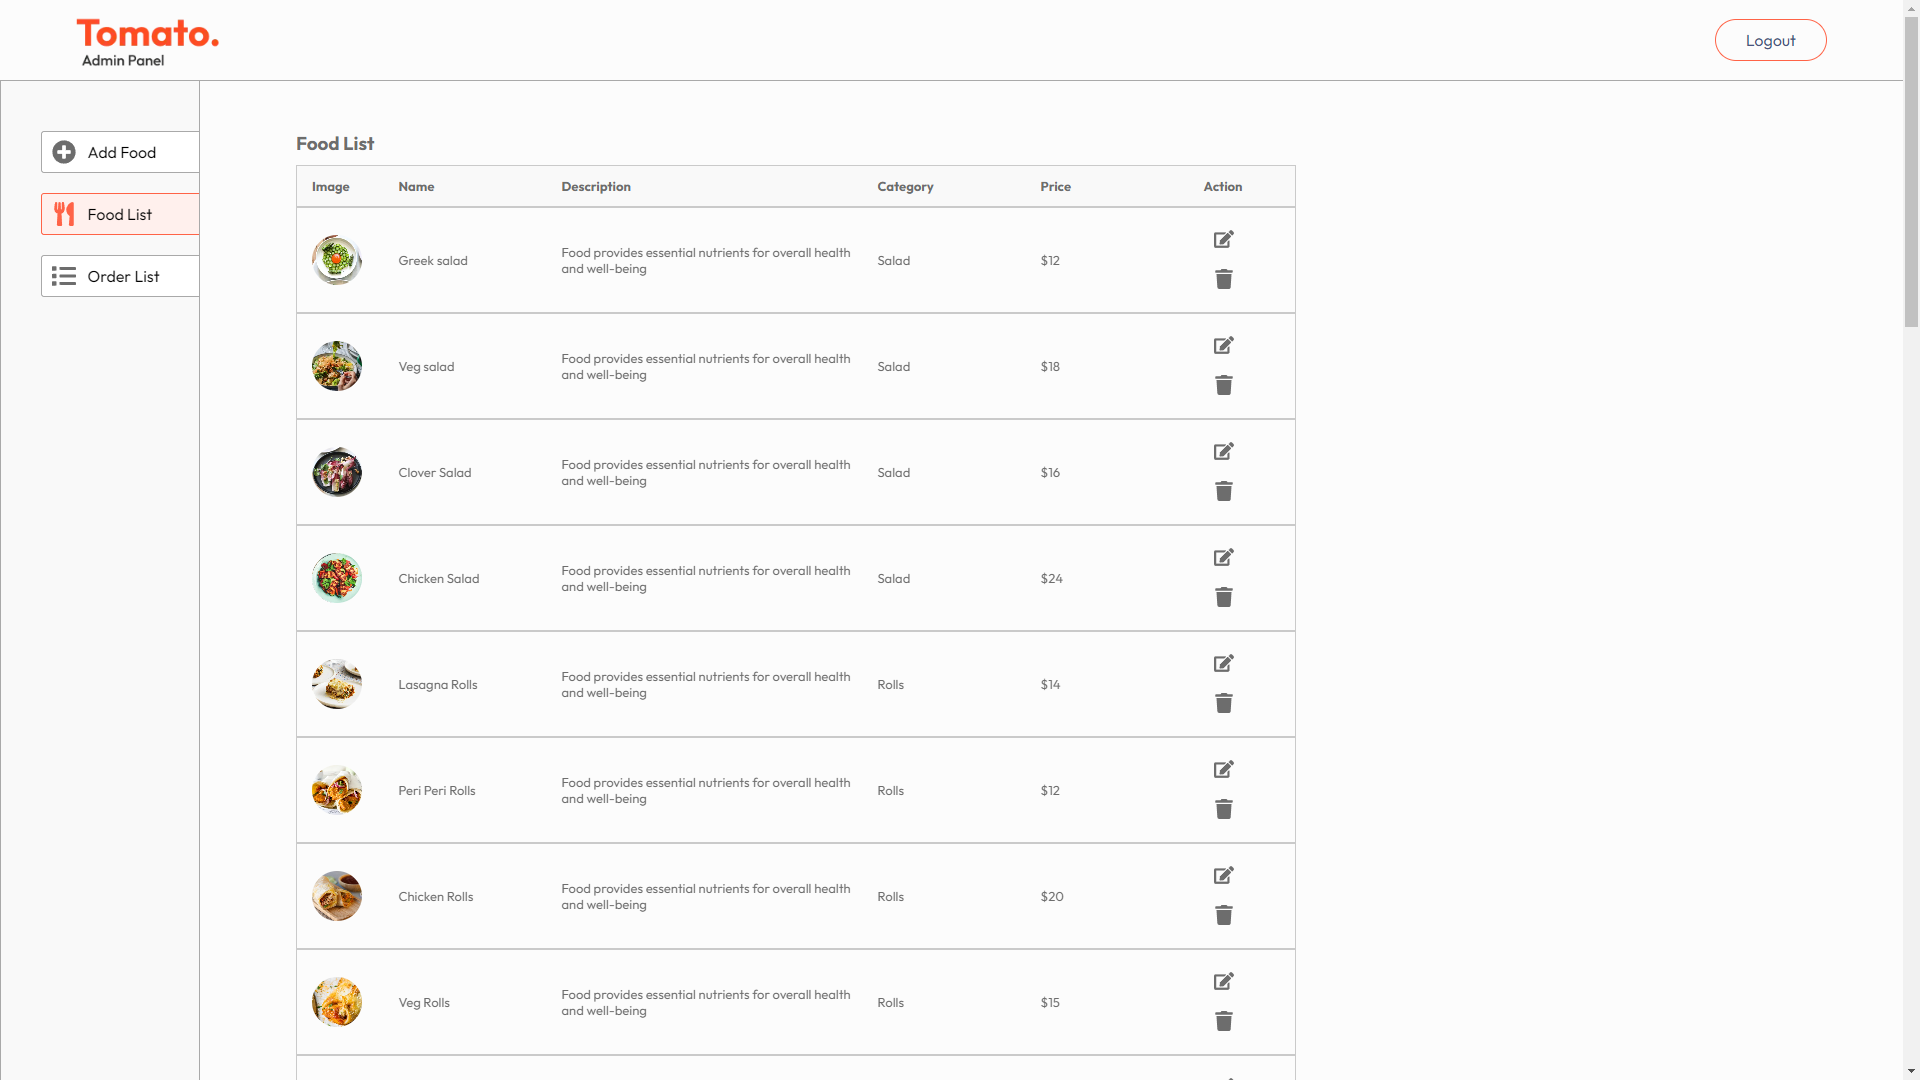 Tomato.
Admin Panel
Logout
Add Food
Food List
Order List
Food List
Image Name Description Category Price Action
Greek salad Food provides essential nutrients for overall health and well-being Salad $12
Veg salad Food provides essential nutrients for overall health and well-being Salad $18
Clover Salad Food provides essential nutrients for overall health and well-being Salad $16
Chicken Salad Food provides essential nutrients for overall health and well-being Salad $24
Lasagna Rolls Food provides essential nutrients for overall health and well-being Rolls $14
Peri Peri Rolls Food provides essential nutrients for overall health and well-being Rolls $12
Chicken Rolls Food provides essential nutrients for overall health and well-being Rolls $20
Veg Rolls Food provides essential nutrients for overall health and well-being Rolls $15